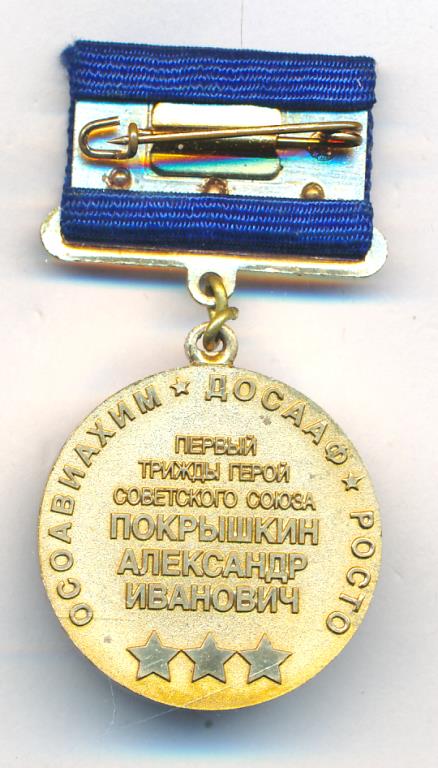 ОСОАВИАХИМ ★ ДОСААФ ★ РОСТО
ПЕРВЫЙ
ТРИЖДЫ ГЕРОЙ
СОВЕТСКОГО СОЮЗА
ПОКРЫШКИН
АЛЕКСАНДР
ИВАНОВИЧ